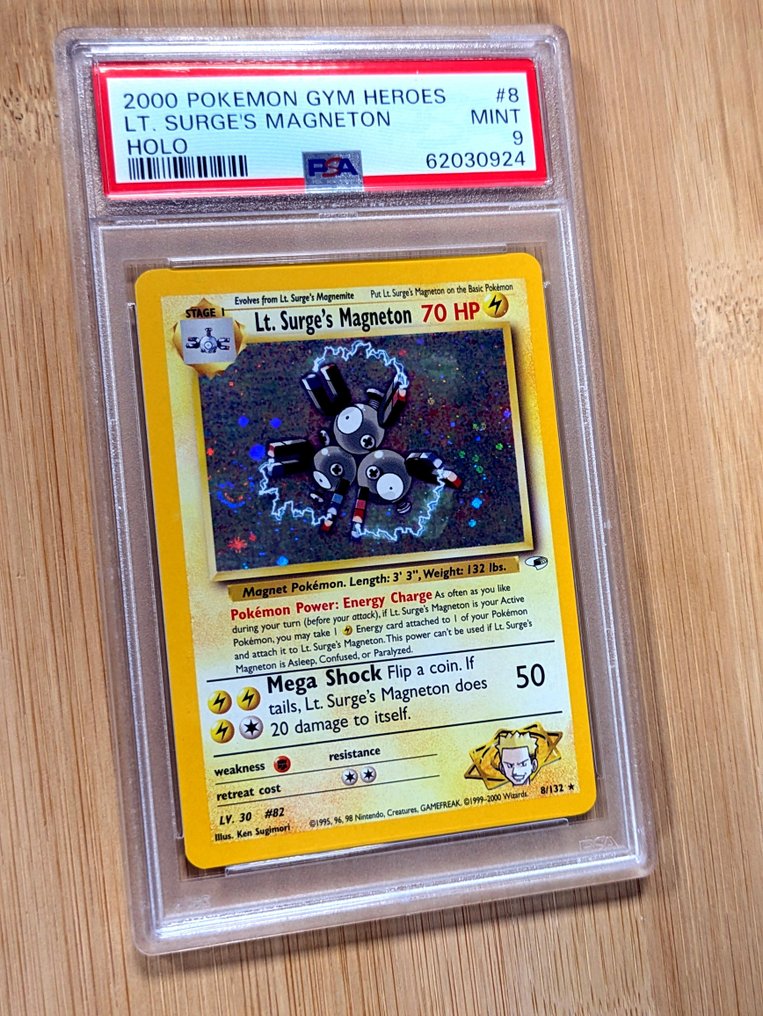 2000 POKEMON GYM HEROES #8
LT. SURGE'S MAGNETON MINT
HOLO 9
PSA 62030924
Evolves from Lt. Surge's Magnemite Put Lt. Surge's Magneton on the Basic Pokémon
STAGE 1
Lt. Surge's Magneton 70 HP
Magnet Pokémon. Length: 3' 3", Weight: 132 lbs.
Pokémon Power: Energy Charge As often as you like
during your turn (before your attack), if Lt. Surge's Magneton is your Active
Pokémon, you may take 1 Energy card attached to 1 of your Pokémon
and attach it to Lt. Surge's Magneton. This power can't be used if Lt. Surge's
Magneton is Asleep, Confused, or Paralyzed.
Mega Shock Flip a coin. If
tails, Lt. Surge's Magneton does 50
20 damage to itself.
weakness resistance
retreat cost
LV. 30 #82 8/132 ★
Illus. Ken Sugimori ©1995, 96, 98 Nintendo, Creatures, GAMEFREAK. ©1999-2000 Wizards.
PSA